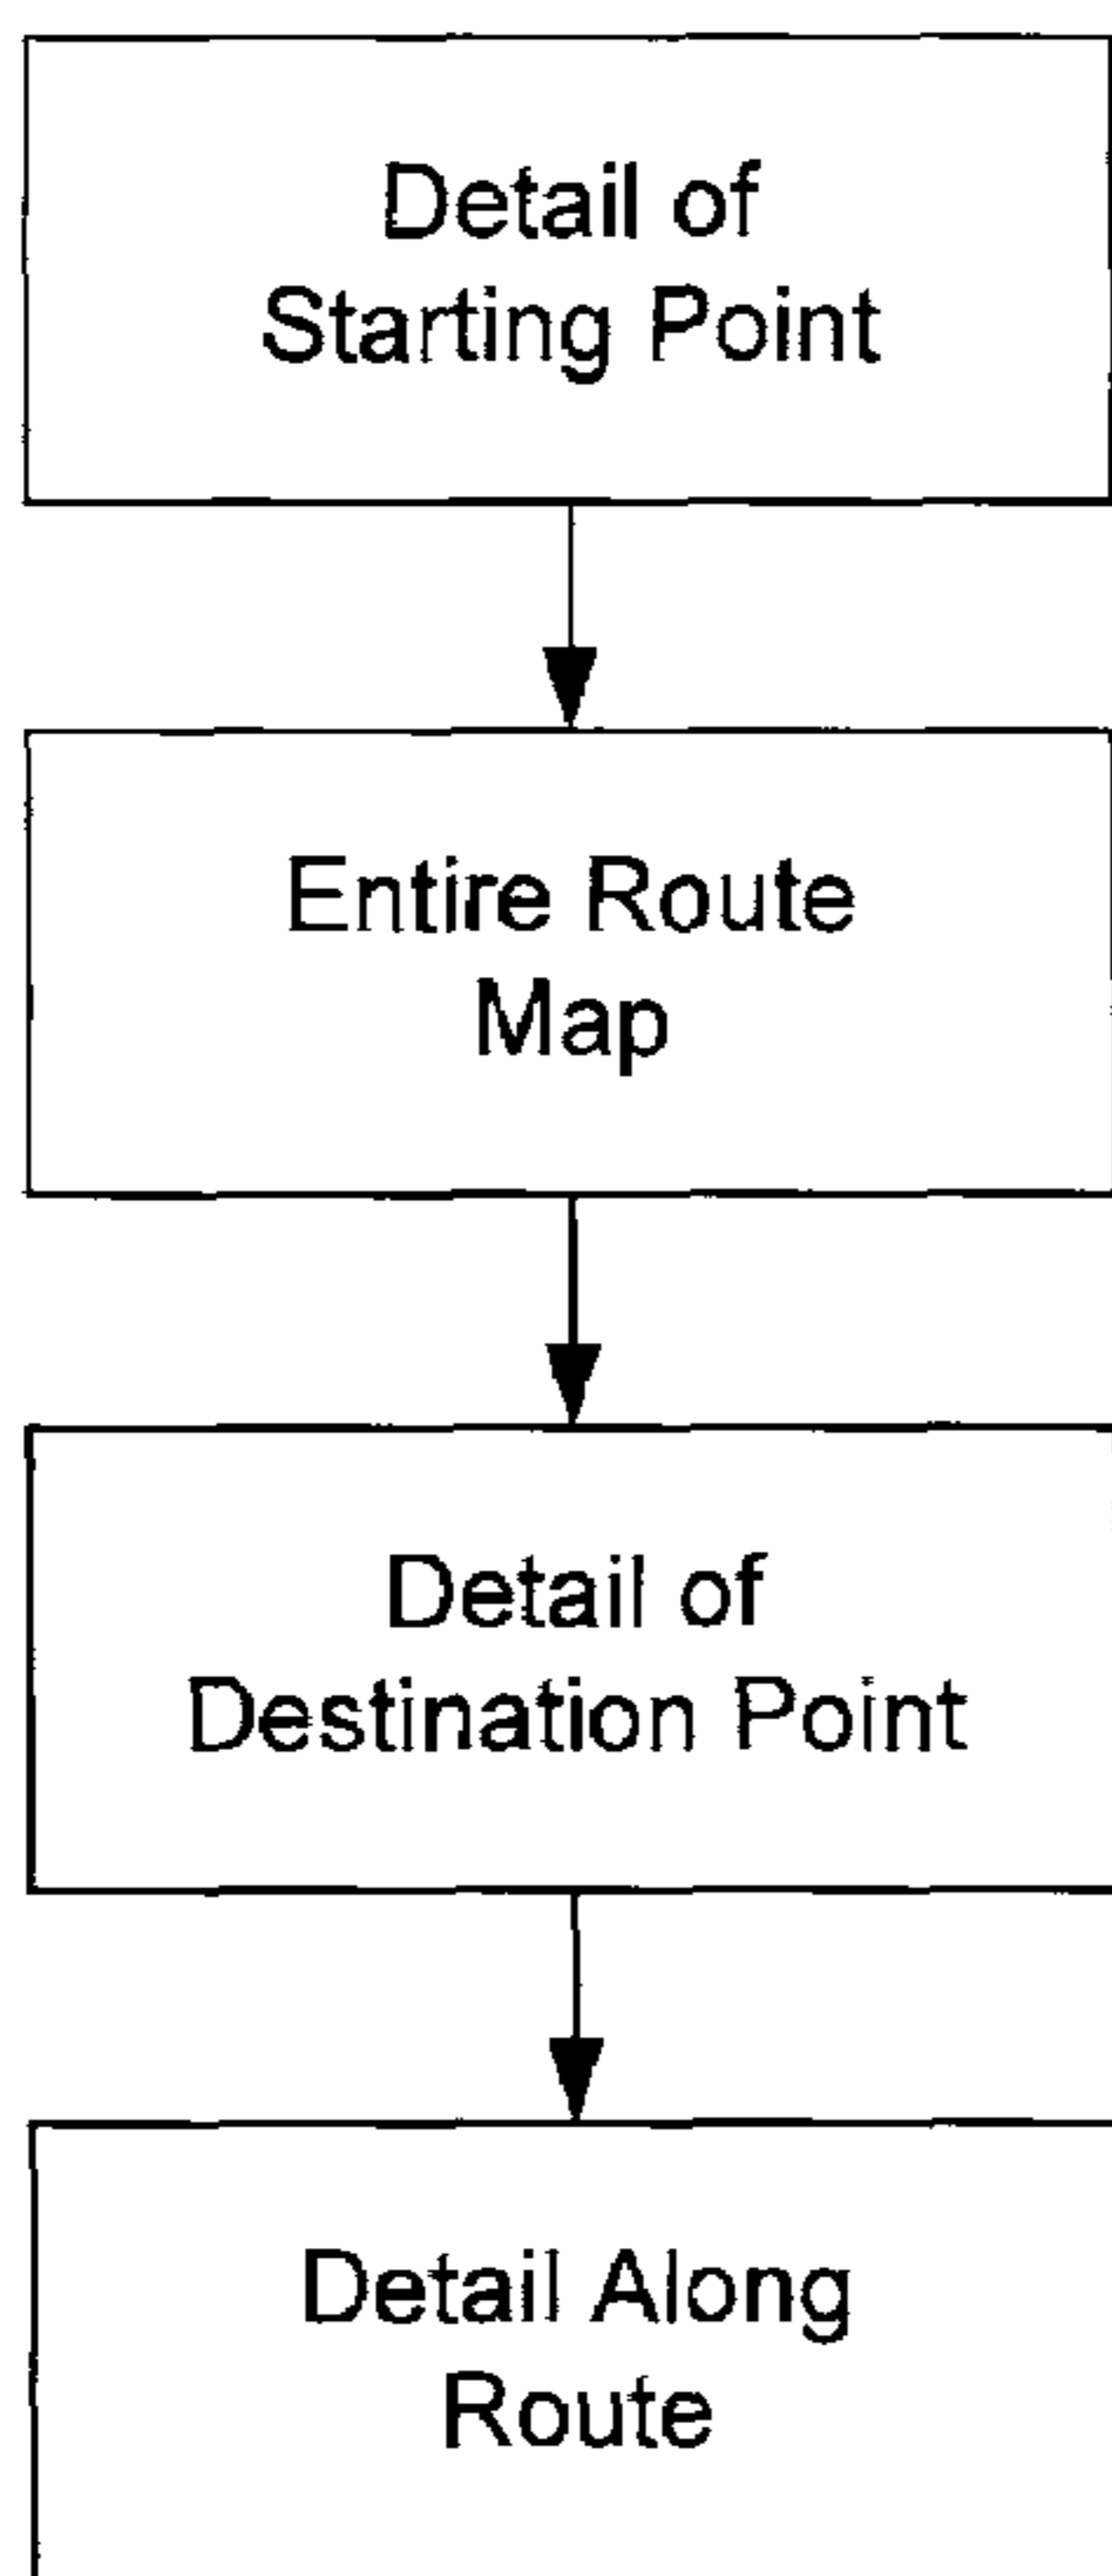 Detail of
Starting Point
Entire Route
Map
Detail of
Destination Point
Detail Along
Route